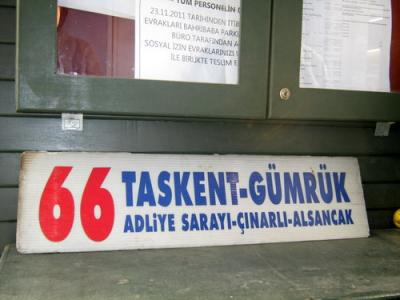 TÜM PERSONELİN
23.11.2011 TARİHİNDEN İTİ
EVRAKLARI BAHRİBABA PARKI
BÜRO TARAFINDAN A
SOSYAL İZİN EVRAKLARINIZI
İLE BİRLİKTE TESLİM E
66 TASKENT-GÜMRÜK
ADLİYE SARAYI-ÇINARLI-ALSANCAK